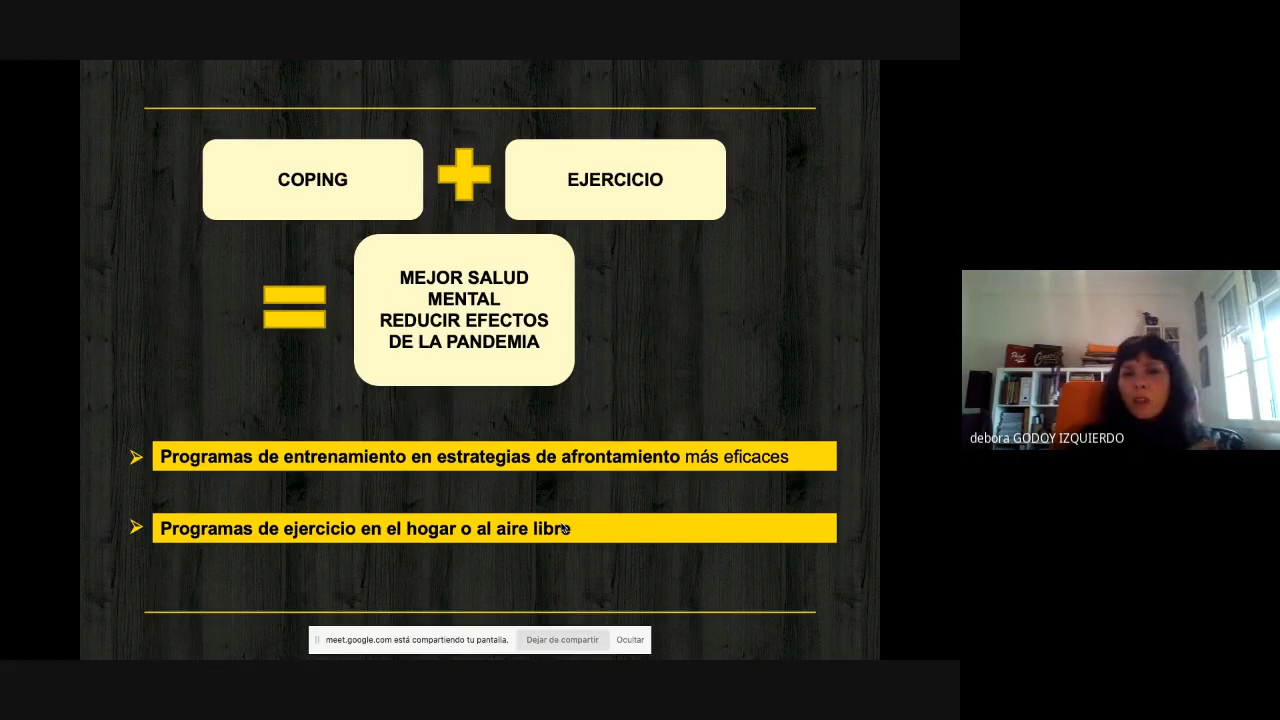 COPING
EJERCICIO
MEJOR SALUD
MENTAL
REDUCIR EFECTOS
DE LA PANDEMIA
Programas de entrenamiento en estrategias de afrontamiento más eficaces
Programas de ejercicio en el hogar o al aire libre
meet.google.com está compartiendo tu pantalla.
Dejar de compartir
Ocultar
debora GODOY IZQUIERDO